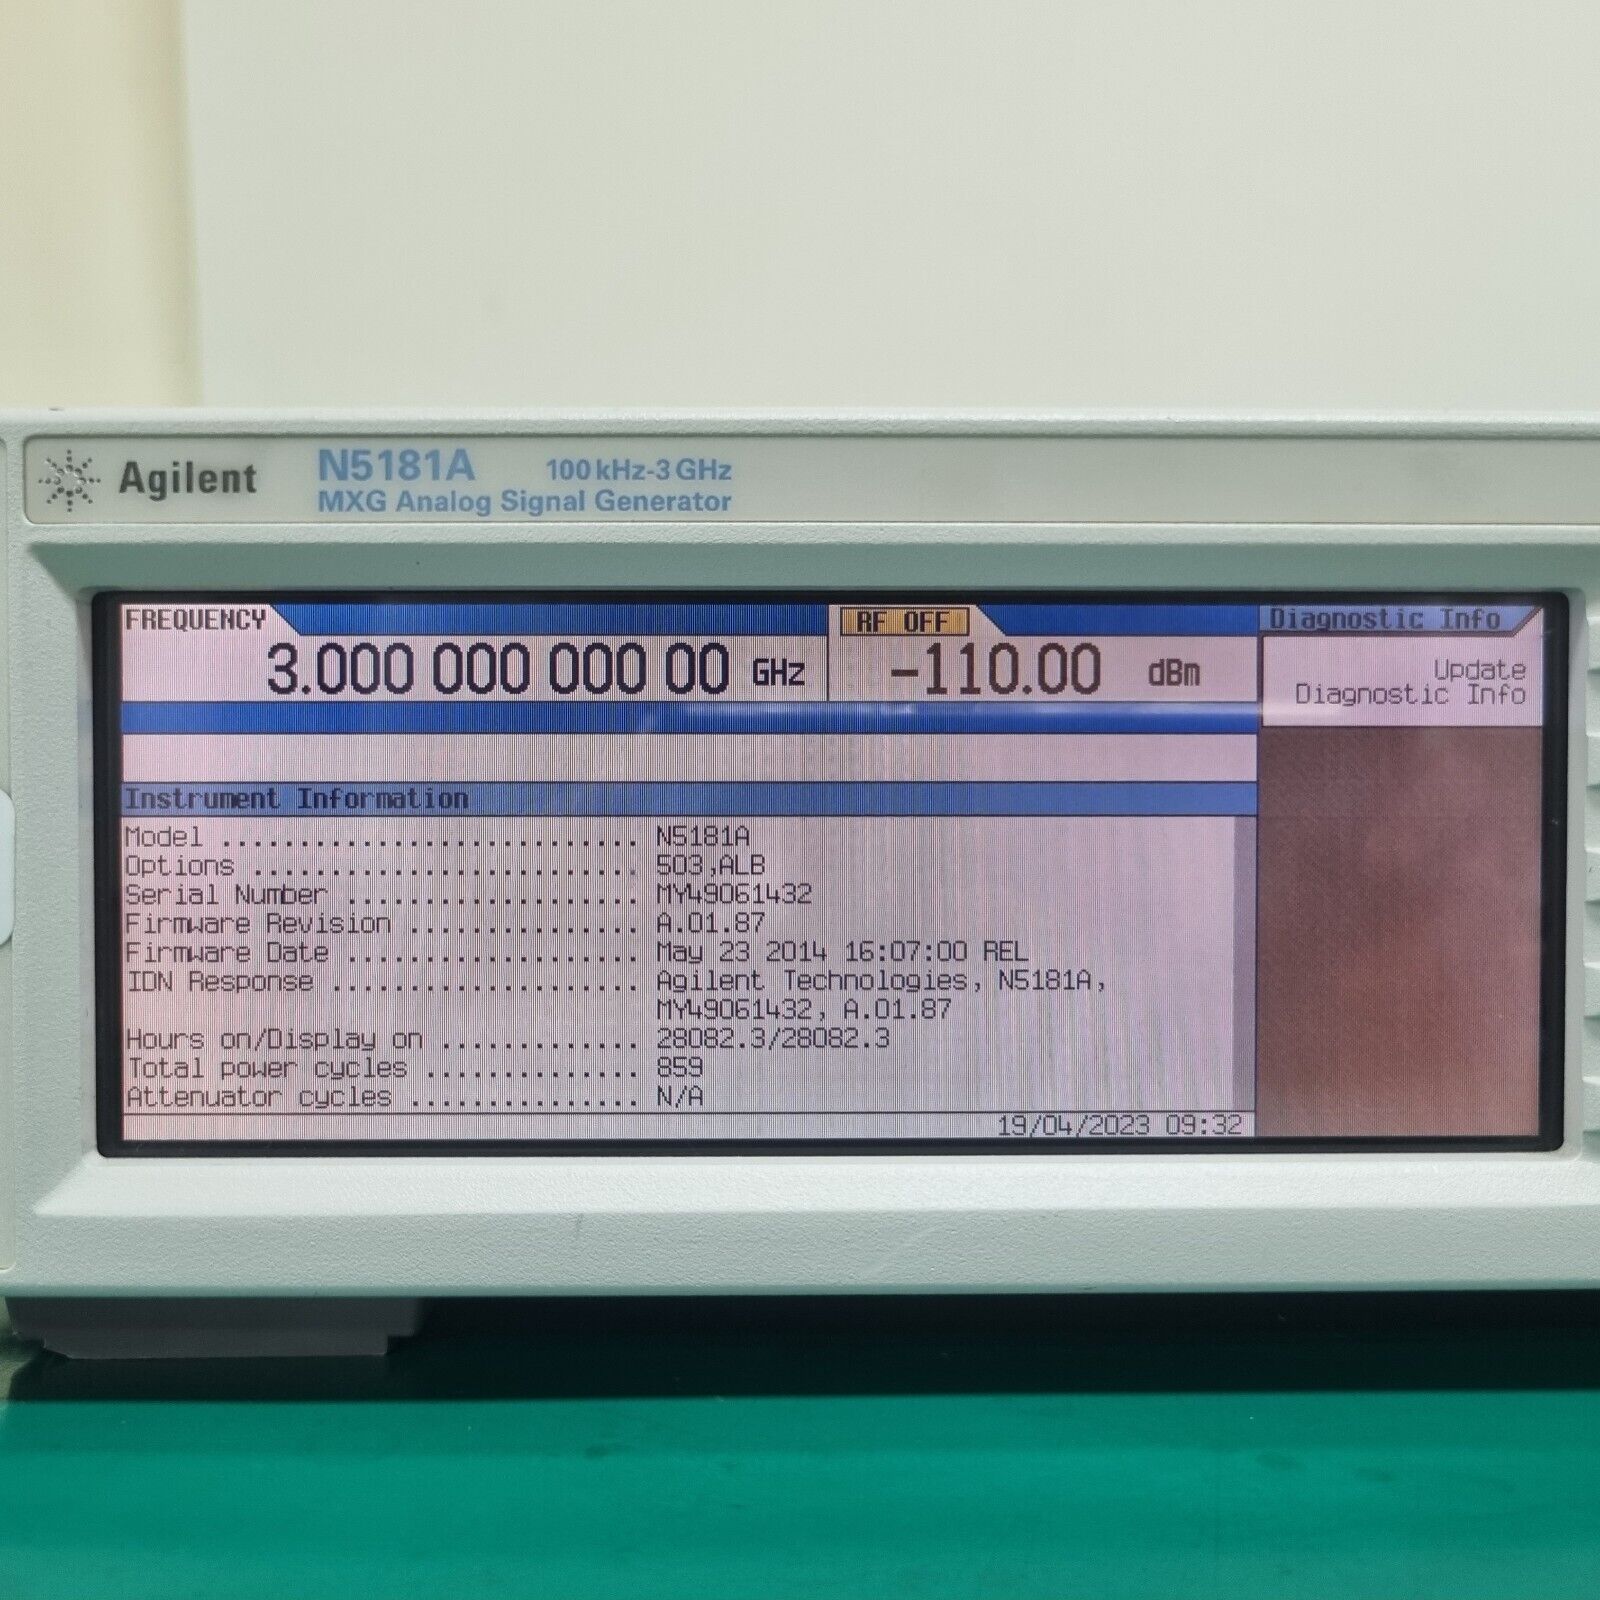 Agilent N5181A 100 kHz-3 GHz
MXG Analog Signal Generator
FREQUENCY RF OFF Diagnostic Info
3.000 000 000 00 GHz -110.00 dBm
Update
Diagnostic Info
Instrument Information
Model ........................... N5181A
Options ......................... 503,ALB
Serial Number ................... MY49061432
Firmware Revision ............... A.01.87
Firmware Date ................... May 23 2014 16:07:00 REL
IDN Response .................... Agilent Technologies, N5181A,
MY49061432, A.01.87
Hours on/Display on ............. 28082.3/28082.3
Total power cycles .............. 859
Attenuator cycles ............... N/A
19/04/2023 09:32